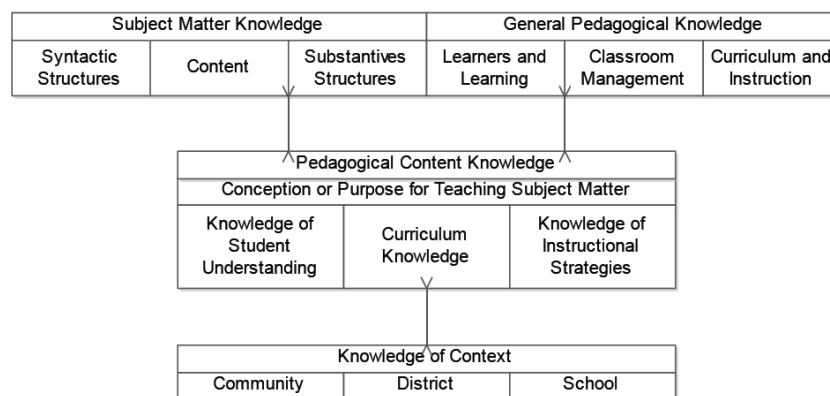 Subject Matter Knowledge
General Pedagogical Knowledge
Syntactic
Structures
Content
Substantives
Structures
Learners and
Learning
Classroom
Management
Curriculum and
Instruction
Pedagogical Content Knowledge
Conception or Purpose for Teaching Subject Matter
Knowledge of
Student
Understanding
Curriculum
Knowledge
Knowledge of
Instructional
Strategies
Knowledge of Context
Community
District
School